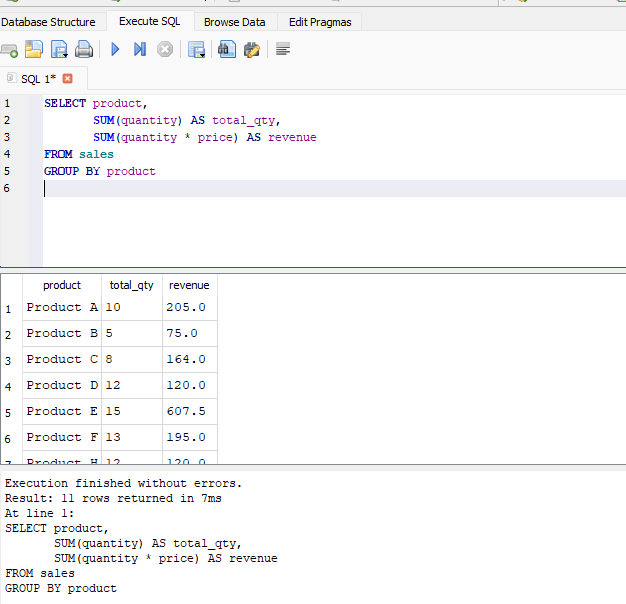 Database Structure Execute SQL Browse Data Edit Pragmas
SQL 1*
1 SELECT product,
2 SUM(quantity) AS total_qty,
3 SUM(quantity * price) AS revenue
4 FROM sales
5 GROUP BY product
6
product total_qty revenue
1 Product A 10 205.0
2 Product B 5 75.0
3 Product C 8 164.0
4 Product D 12 120.0
5 Product E 15 607.5
6 Product F 13 195.0
7 Product H 12 120.0
Execution finished without errors.
Result: 11 rows returned in 7ms
At line 1:
SELECT product,
SUM(quantity) AS total_qty,
SUM(quantity * price) AS revenue
FROM sales
GROUP BY product